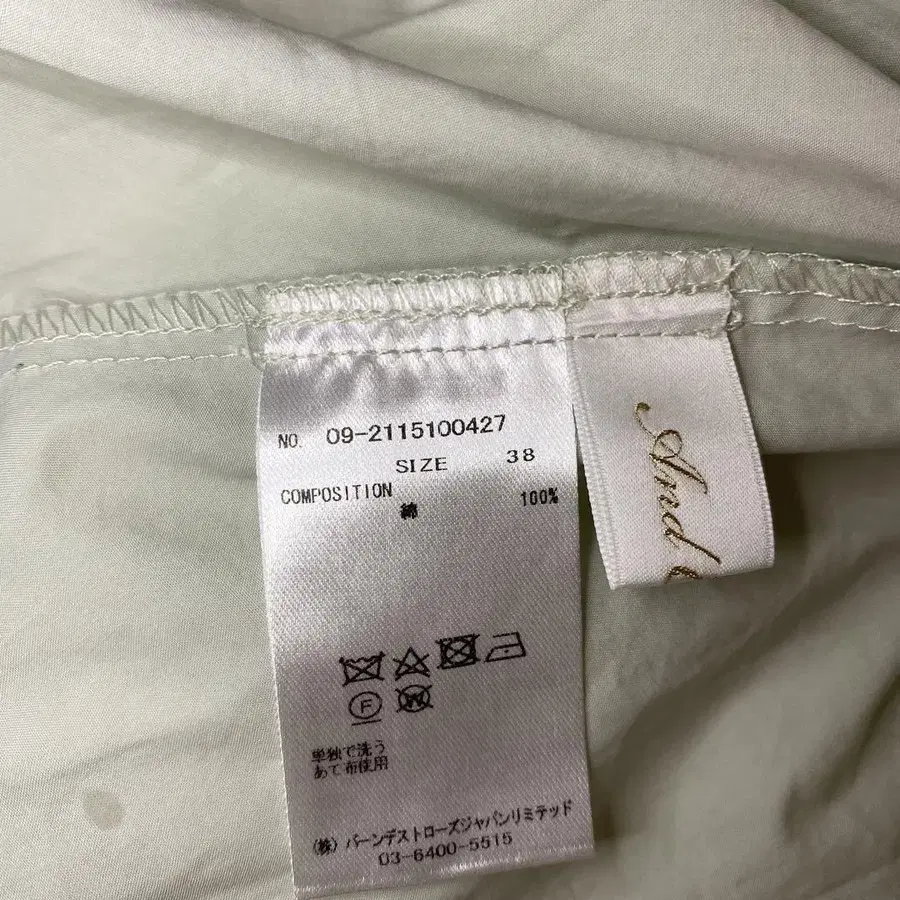 NO. 09-2115100427
SIZE 38
COMPOSITION
綿 100%
F
W
単独で洗う
あて布使用
(株) バーンデストローズジャパンリミテッド
03-6400-5515
And